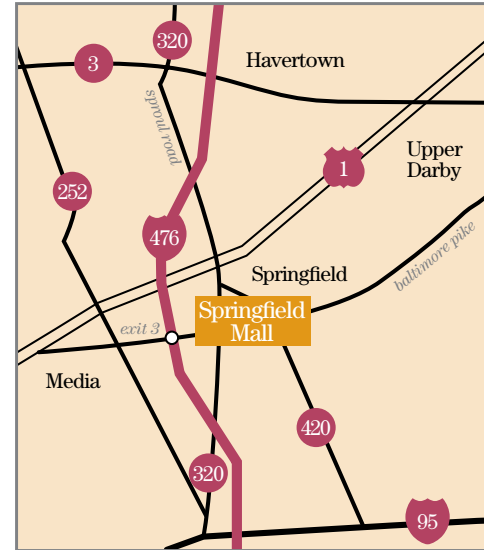 320
3
Havertown
sproul road
1
Upper
Darby
252
476
baltimore pike
Springfield
Springfield
Mall
exit 3
Media
420
320
95